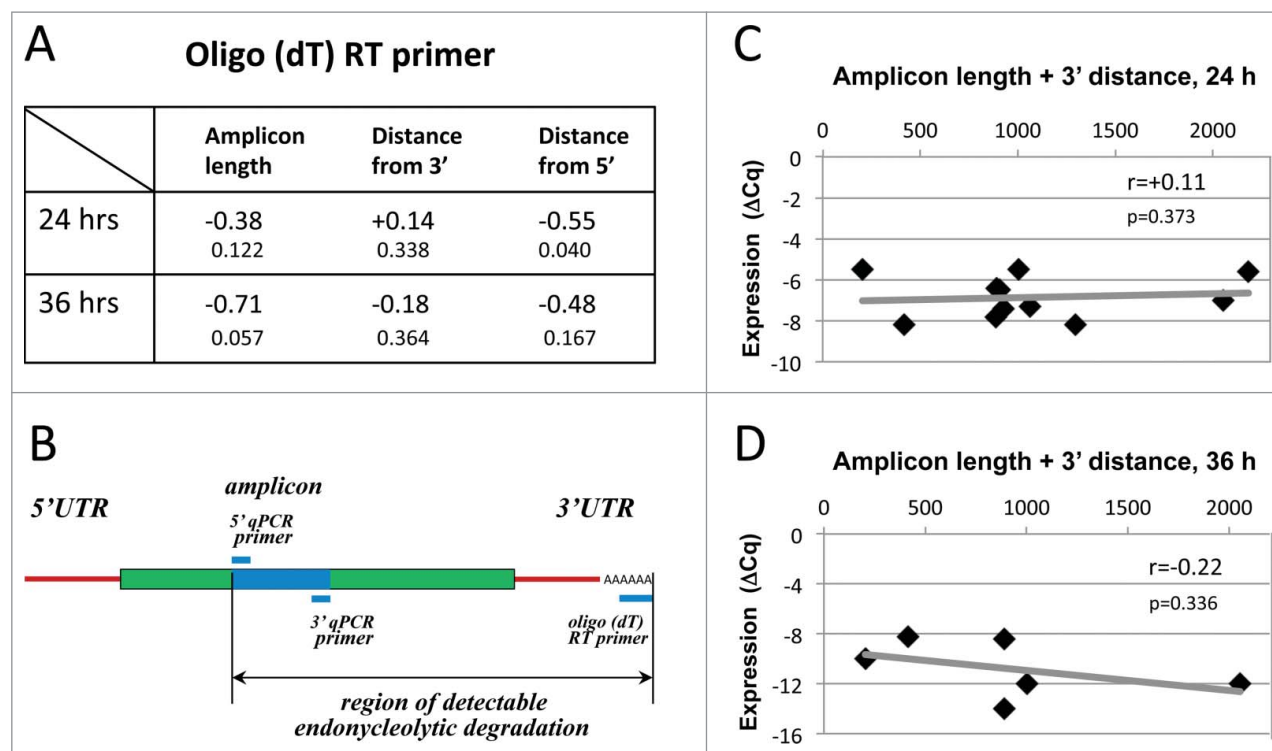 A
Oligo (dT) RT primer
Amplicon length
Distance from 3'
Distance from 5'
24 hrs
-0.38
+0.14
-0.55
0.122
0.338
0.040
36 hrs
-0.71
-0.18
-0.48
0.057
0.364
0.167
B
amplicon
5'UTR
3'UTR
5' qPCR
primer
AAAAAA
3' qPCR
primer
oligo (dT)
RT primer
region of detectable
endonycleolytic degradation
C
Amplicon length + 3' distance, 24 h
0 500 1000 1500 2000
Expression (ΔCq)
0
-2
-4
-6
-8
-10
r=+0.11
p=0.373
D
Amplicon length + 3' distance, 36 h
0 500 1000 1500 2000
Expression (ΔCq)
0
-4
-8
-12
-16
r=-0.22
p=0.336